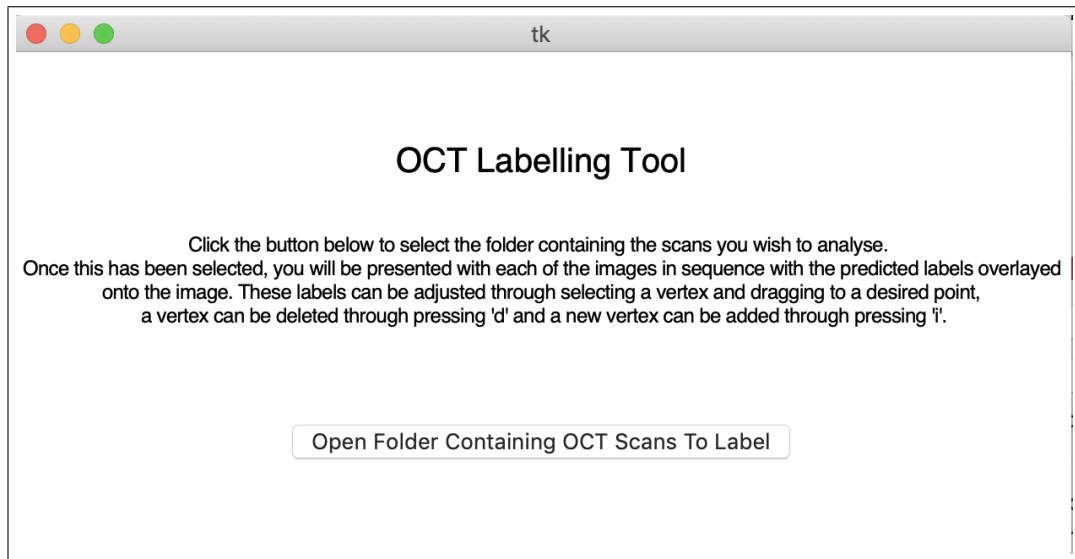 tk
OCT Labelling Tool
Click the button below to select the folder containing the scans you wish to analyse.
Once this has been selected, you will be presented with each of the images in sequence with the predicted labels overlayed
onto the image. These labels can be adjusted through selecting a vertex and dragging to a desired point,
a vertex can be deleted through pressing 'd' and a new vertex can be added through pressing 'i'.
Open Folder Containing OCT Scans To Label